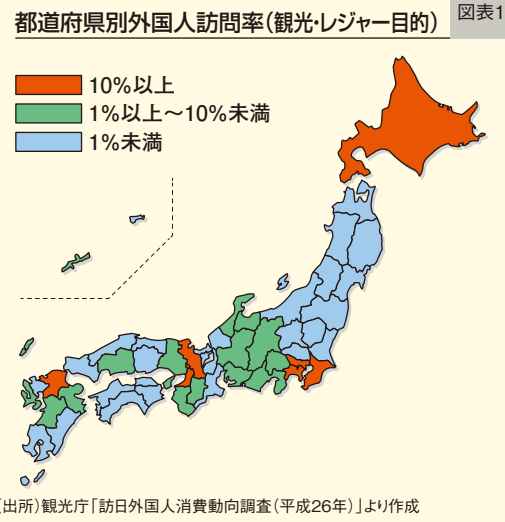 都道府県別外国人訪問率(観光・レジャー目的)
図表1
10%以上
1%以上〜10%未満
1%未満
(出所)観光庁「訪日外国人消費動向調査(平成26年)」より作成